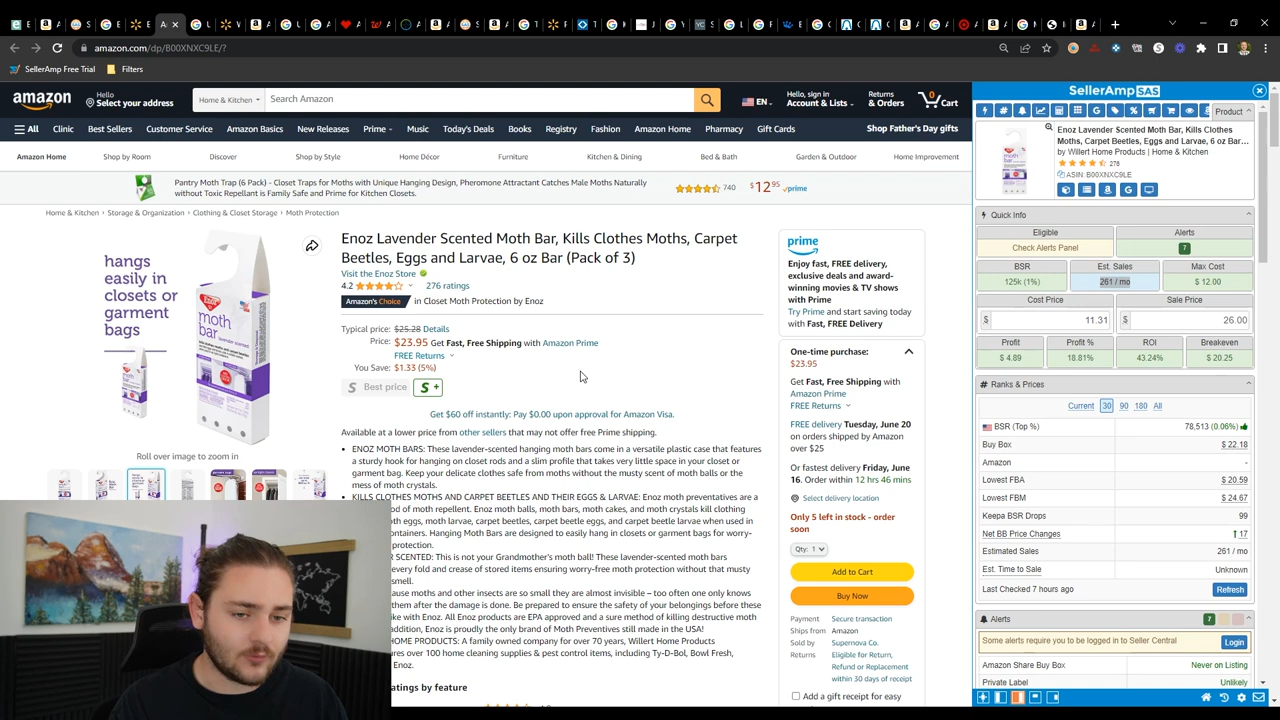 amazon.com/dp/B00XNXC9LE/?
SellerAmp Free Trial
Filters
amazon
Hello
Select your address
Home & Kitchen
Search Amazon
EN
Hello, sign in
Account & Lists
Returns
& Orders
0
Cart
All
Clinic
Best Sellers
Customer Service
Amazon Basics
New Releases
Prime
Music
Today's Deals
Books
Registry
Fashion
Amazon Home
Pharmacy
Gift Cards
Shop Father's Day gifts
Amazon Home
Shop by Room
Discover
Shop by Style
Home Décor
Furniture
Kitchen & Dining
Bed & Bath
Garden & Outdoor
Home Improvement
Pantry Moth Trap (6 Pack) - Closet Traps for Moths with Unique Hanging Design, Pheromone Attractant Catches Male Moths Naturally
without Toxic Repellant is Family Safe and Prime for Kitchen Closets.
740
$12.95
prime
Home & Kitchen › Storage & Organization › Clothing & Closet Storage › Moth Protection
hangs
easily in
closets or
garment
bags
moth
bar
Roll over image to zoom in
Enoz Lavender Scented Moth Bar, Kills Clothes Moths, Carpet
Beetles, Eggs and Larvae, 6 oz Bar (Pack of 3)
Visit the Enoz Store
4.2
276 ratings
Amazon's Choice
in Closet Moth Protection by Enoz
Typical price: $25.28 Details
Price: $23.95 Get Fast, Free Shipping with Amazon Prime
FREE Returns
You Save: $1.33 (5%)
S Best price
S +
Get $60 off instantly: Pay $0.00 upon approval for Amazon Visa.
Available at a lower price from other sellers that may not offer free Prime shipping.
• ENOZ MOTH BARS: These lavender-scented hanging moth bars come in a versatile plastic case that features
a sturdy hook for hanging on closet rods and a slim profile that takes very little space in your closet or
garment bag. Keep your delicate clothes safe from moths without the musty scent of moth balls or the
mess of moth crystals.
• KILLS CLOTHES MOTHS AND CARPET BEETLES AND THEIR EGGS & LARVAE: Enoz moth preventatives are a
od of moth repellent. Enoz moth balls, moth bars, moth cakes, and moth crystals kill clothing
oth eggs, moth larvae, carpet beetles, carpet beetle eggs, and carpet beetle larvae when used in
ontainers. Hanging Moth Bars are designed to easily hang in closets or garment bags for worry-
protection.
R SCENTED: This is not your Grandmother's moth ball! These lavender-scented moth bars
every fold and crease of stored items ensuring worry-free moth protection without that musty
smell.
ause moths and other insects are so small they are almost invisible – too often one only knows
them after the damage is done. Be prepared to ensure the safety of your belongings before these
ike with Enoz. All Enoz products are EPA approved and a sure method of killing destructive moth
ddition, Enoz is proudly the only brand of Moth Preventives still made in the USA!
HOME PRODUCTS: A family owned company for over 70 years, Willert Home Products
res over 100 home cleaning supplies & pest control items, including Ty-D-Bol, Bowl Fresh,
Enoz.
atings by feature
prime
Enjoy fast, FREE delivery,
exclusive deals and award-
winning movies & TV shows
with Prime
Try Prime and start saving today
with Fast, FREE Delivery
One-time purchase:
$23.95
Get Fast, Free Shipping with
Amazon Prime
FREE Returns
FREE delivery Tuesday, June 20
on orders shipped by Amazon
over $25
Or fastest delivery Friday, June
16. Order within 12 hrs 46 mins
Select delivery location
Only 5 left in stock - order
soon
Qty: 1
Add to Cart
Buy Now
Payment Secure transaction
Ships from Amazon
Sold by Supernova Co.
Returns Eligible for Return,
Refund or Replacement
within 30 days of receipt
Add a gift receipt for easy
SellerAmp SAS
Product
Enoz Lavender Scented Moth Bar, Kills Clothes
Moths, Carpet Beetles, Eggs and Larvae, 6 oz Bar...
by Willert Home Products | Home & Kitchen
276
ASIN: B00XNXC9LE
Quick Info
Eligible
Alerts
Check Alerts Panel
7
BSR
Est. Sales
Max Cost
125k (1%)
261 / mo
$ 12.00
Cost Price
Sale Price
$ 11.31
$ 26.00
Profit
Profit %
ROI
Breakeven
$ 4.89
18.81%
43.24%
$ 20.25
Ranks & Prices
Current 30 90 180 All
BSR (Top %) 78,513 (0.06%)
Buy Box $ 22.18
Amazon -
Lowest FBA $ 20.59
Lowest FBM $ 24.67
Keepa BSR Drops 99
Net BB Price Changes 17
Estimated Sales 261 / mo
Est. Time to Sale Unknown
Last Checked 7 hours ago
Refresh
Alerts
7
Some alerts require you to be logged in to Seller Central
Login
Amazon Share Buy Box Never on Listing
Private Label Unlikely